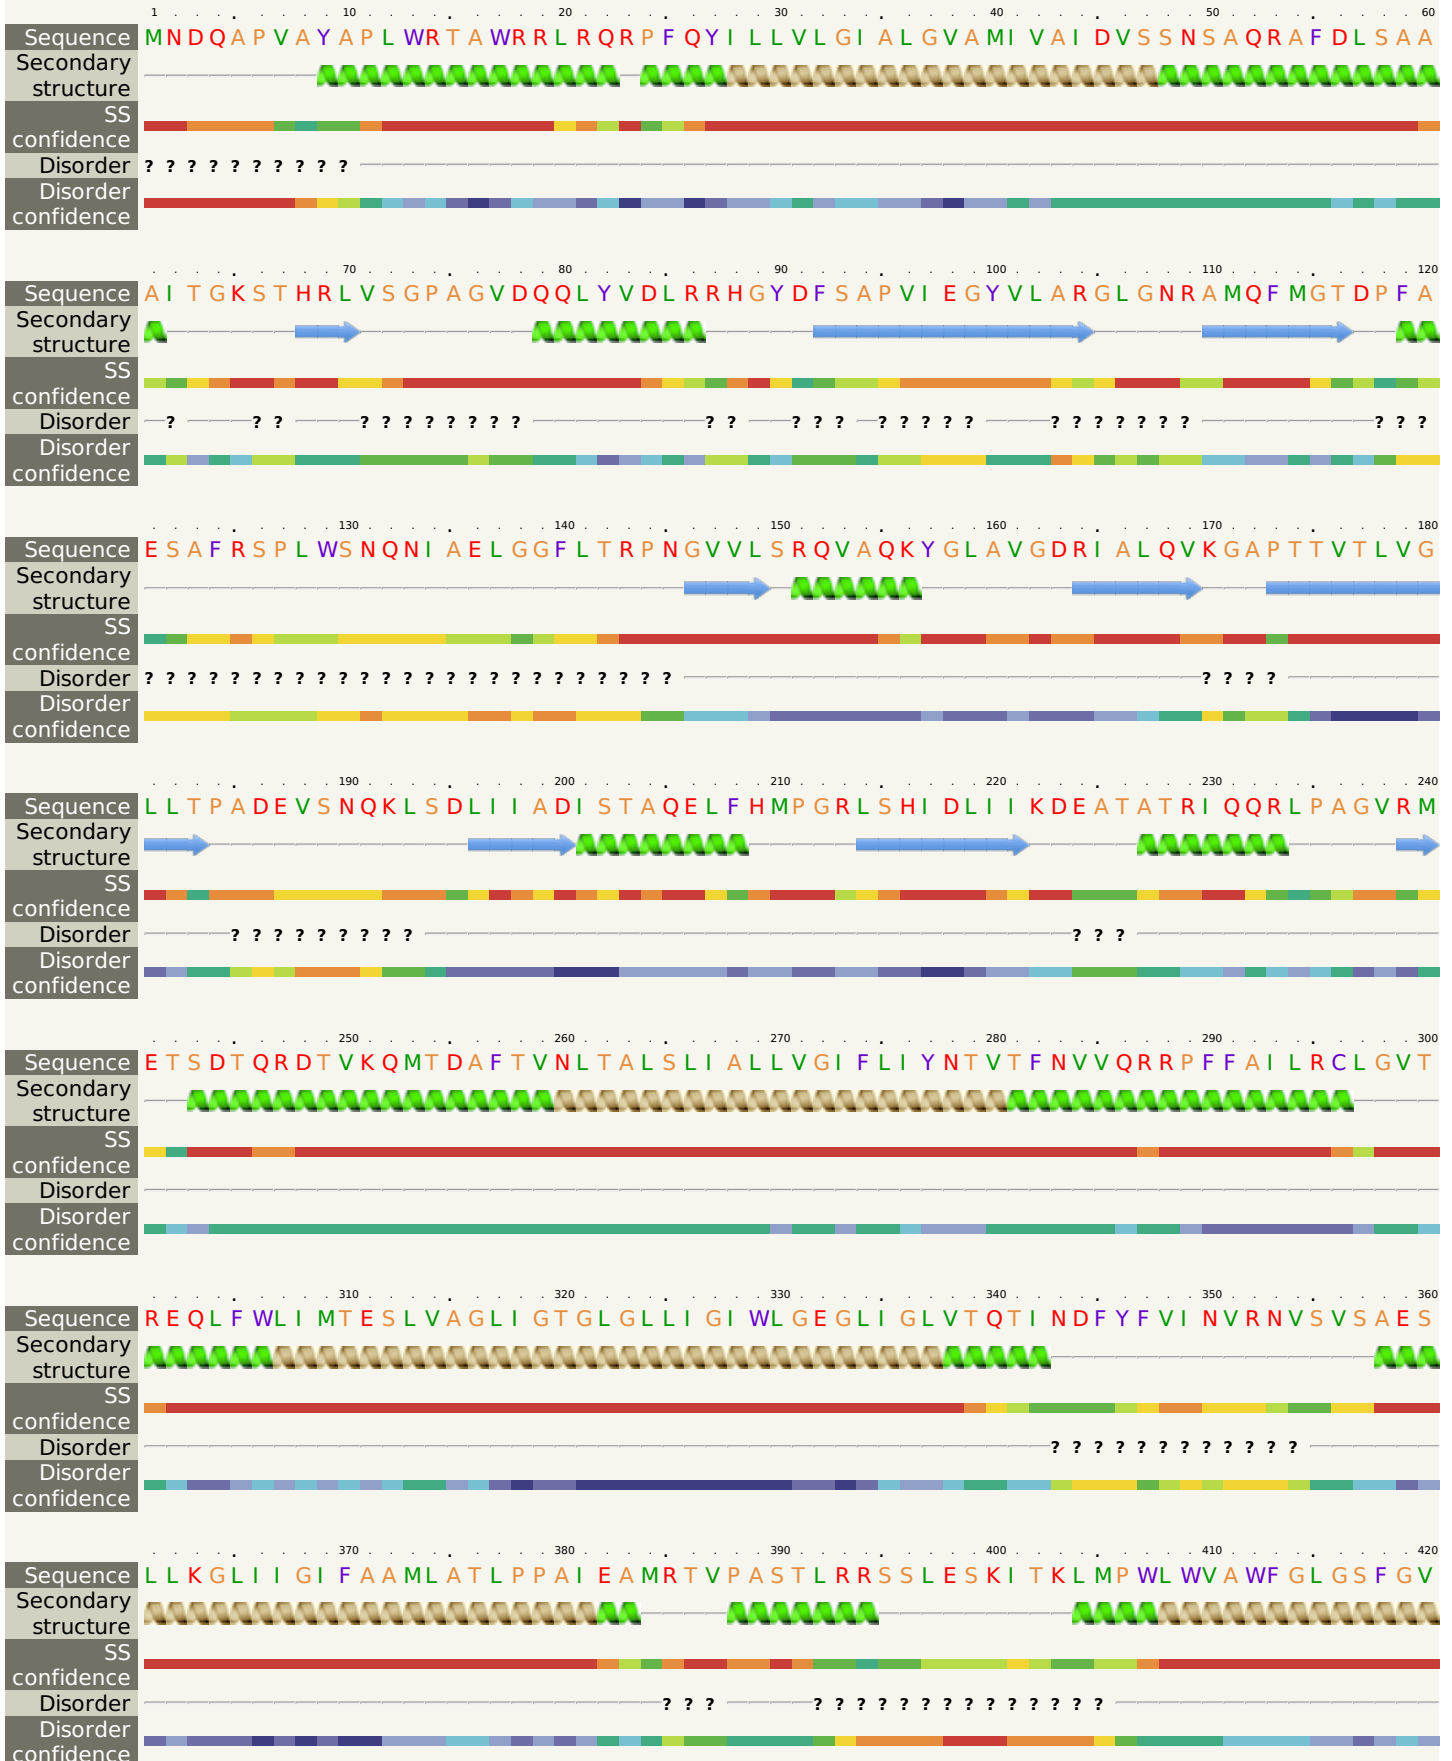 1 10 20 30 40 50 60
Sequence MNDQAPVAYAPLWRTAWRRLRQRPFQYILLVLGIALGVAMIVAIDVSSNSAQRAFDLSAA
Secondary
structure
SS
confidence
Disorder ? ? ? ? ? ? ? ? ? ?
Disorder
confidence
70 80 90 100 110 120
Sequence AITGKSTHRLVSGPAGVDQQLYVDLRRHGYDFSAPVIEGYVLARGLGNRAMQFMGTDPFA
Secondary
structure
SS
confidence
Disorder ? ? ? ? ? ? ? ? ? ? ? ? ? ? ? ? ? ? ? ? ? ? ? ? ? ? ? ? ? ? ?
Disorder
confidence
130 140 150 160 170 180
Sequence ESAFRSPLWSNQNIAELGGFLTRPNGVVLSRQVAQKYGLAVGDRIALQVKGAPTTVTLVG
Secondary
structure
SS
confidence
Disorder ? ? ? ? ? ? ? ? ? ? ? ? ? ? ? ? ? ? ? ? ? ? ? ? ? ? ? ? ?
Disorder
confidence
190 200 210 220 230 240
Sequence LLTPADEVSNQKLSDLIIADISTAQELFHMPGRLSHIDLIIKDEATATRIQQRLPAGVRM
Secondary
structure
SS
confidence
Disorder ? ? ? ? ? ? ? ? ? ? ? ?
Disorder
confidence
250 260 270 280 290 300
Sequence ETSDTQRDTVKQMTDAFTVNLTALSLIALLVGIFLIYNTVTFNVVQRRPFFAILRCLGVT
Secondary
structure
SS
confidence
Disorder
Disorder
confidence
310 320 330 340 350 360
Sequence REQLFWLIMTESLVAGLIGTGLGLLIGIWLGEGLIGLVTQTINDFYFVINVRNVSVSAES
Secondary
structure
SS
confidence
Disorder ? ? ? ? ? ? ? ? ? ? ? ?
Disorder
confidence
370 380 390 400 410 420
Sequence LLKGLIIGIFAAMLATLPPAIEAMRTVPASTLRRSSLESKITKLMPWLWVAWFGLGSFGV
Secondary
structure
SS
confidence
Disorder ? ? ? ? ? ? ? ? ? ? ? ? ? ? ? ? ?
Disorder
confidence